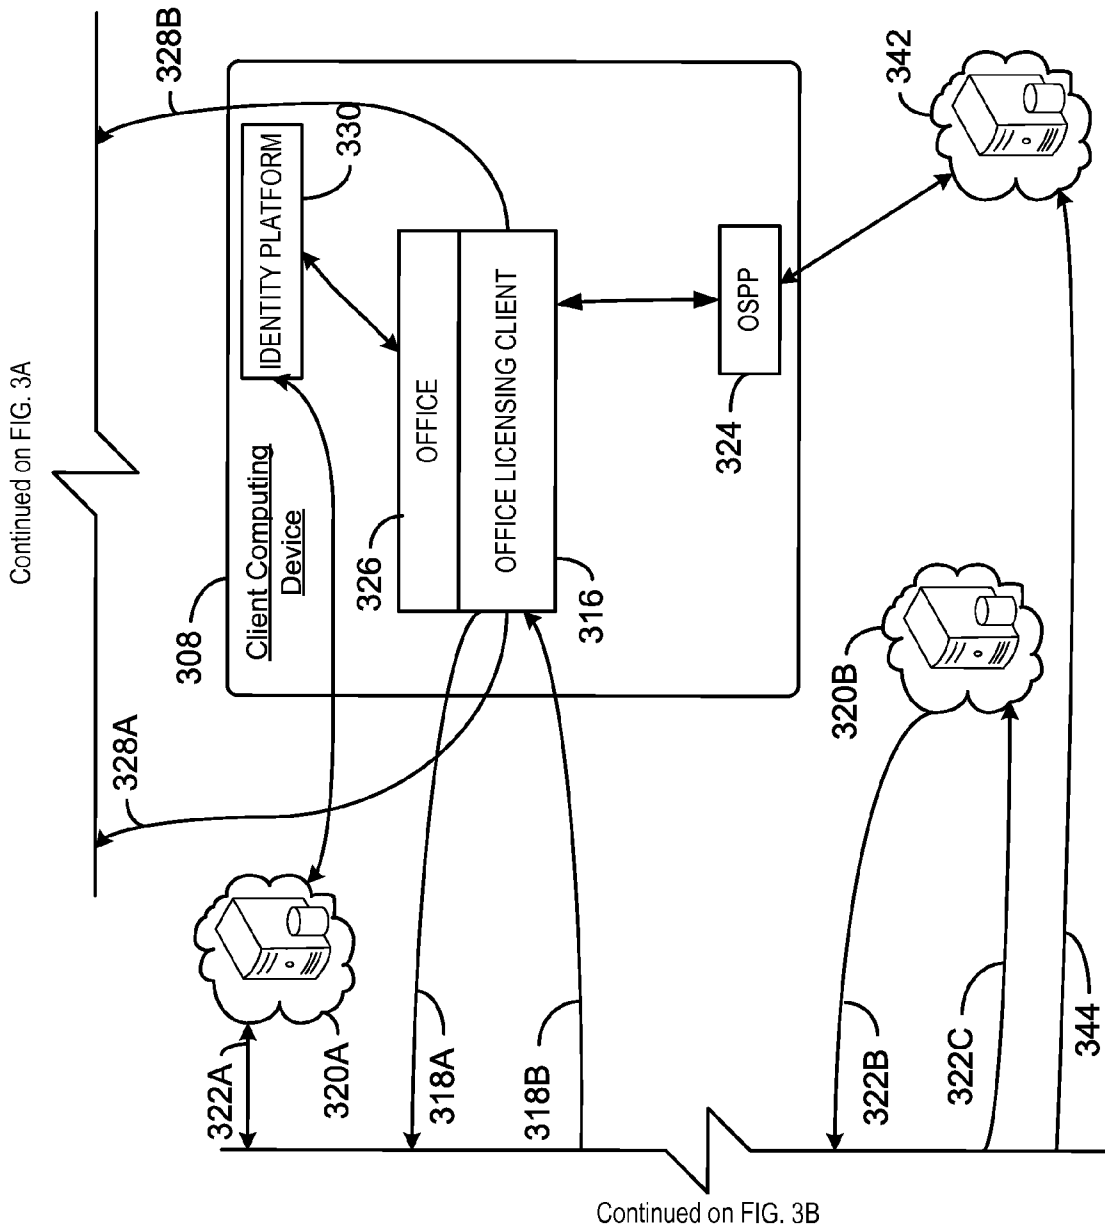 Continued on FIG. 3A
328B
342
IDENTITY PLATFORM
330
OFFICE
OFFICE LICENSING CLIENT
OSPP
324
Client Computing
Device
326
316
308
320B
328A
322A
320A
318A
318B
322B
322C
344
Continued on FIG. 3B